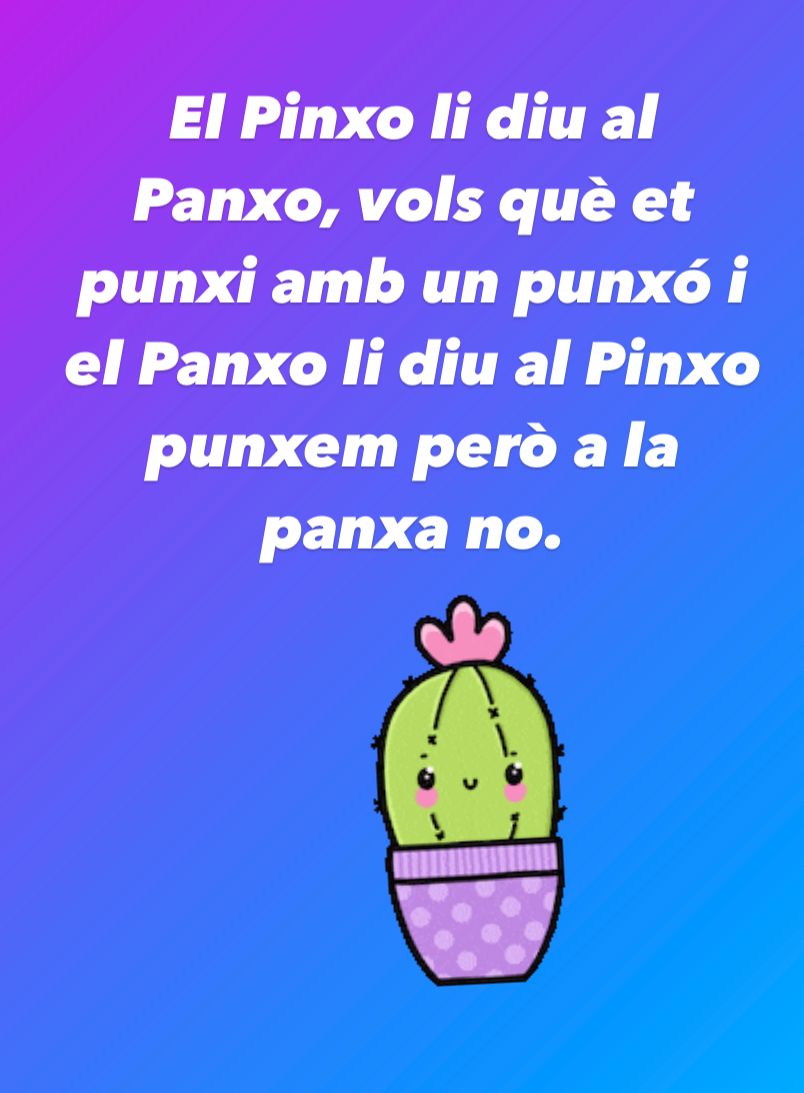 El Pinxo li diu al
Panxo, vols què et
punxi amb un punxó i
el Panxo li diu al Pinxo
punxem però a la
panxa no.